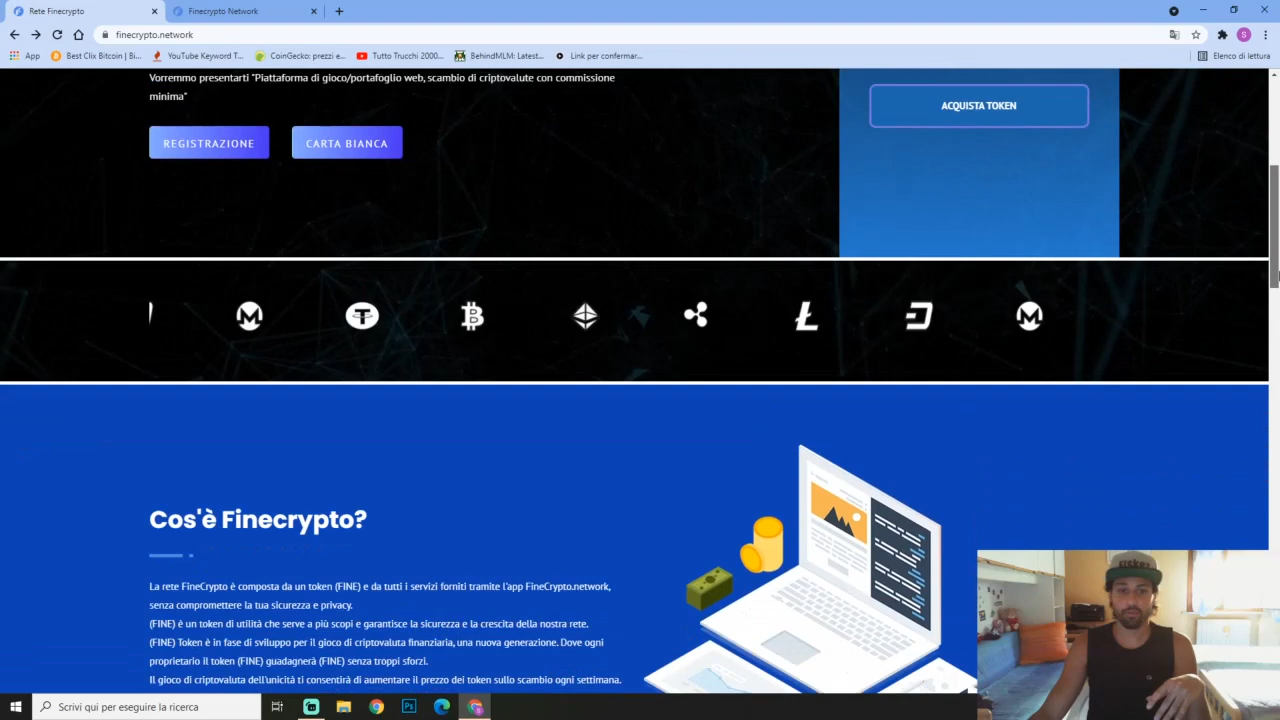 Rete Finecrypto
Finecrypto Network
finecrypto.network
App
Best Clix Bitcoin | Bi...
YouTube Keyword T...
CoinGecko: prezzi e...
Tutto Trucchi 2000...
BehindMLM: Latest...
Link per confermar...
Elenco di lettura
Vorremmo presentarti "Piattaforma di gioco/portafoglio web, scambio di criptovalute con commissione
minima"
REGISTRAZIONE
CARTA BIANCA
ACQUISTA TOKEN
Cos'è Finecrypto?
La rete FineCrypto è composta da un token (FINE) e da tutti i servizi forniti tramite l'app FineCrypto.network,
senza compromettere la tua sicurezza e privacy.
(FINE) è un token di utilità che serve a più scopi e garantisce la sicurezza e la crescita della nostra rete.
(FINE) Token è in fase di sviluppo per il gioco di criptovaluta finanziaria, una nuova generazione. Dove ogni
proprietario il token (FINE) guadagnerà (FINE) senza troppi sforzi.
Il gioco di criptovaluta dell'unicità ti consentirà di aumentare il prezzo dei token sullo scambio ogni settimana.
Scrivi qui per eseguire la ricerca
Ps